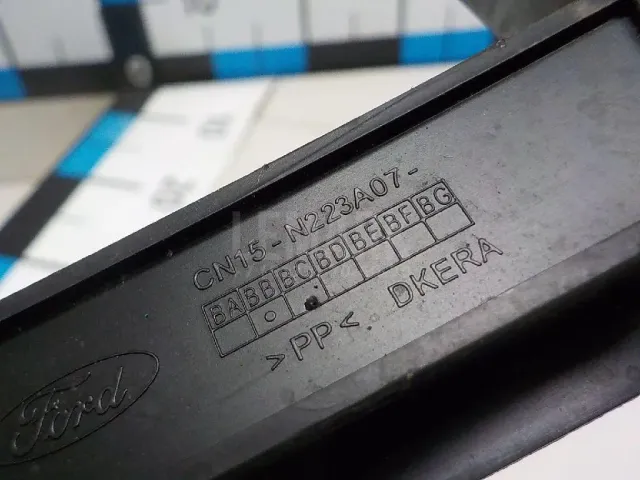 CN15-N223A07-
BA BB BC BD BE BF BG
>PP< DKERA
Ford